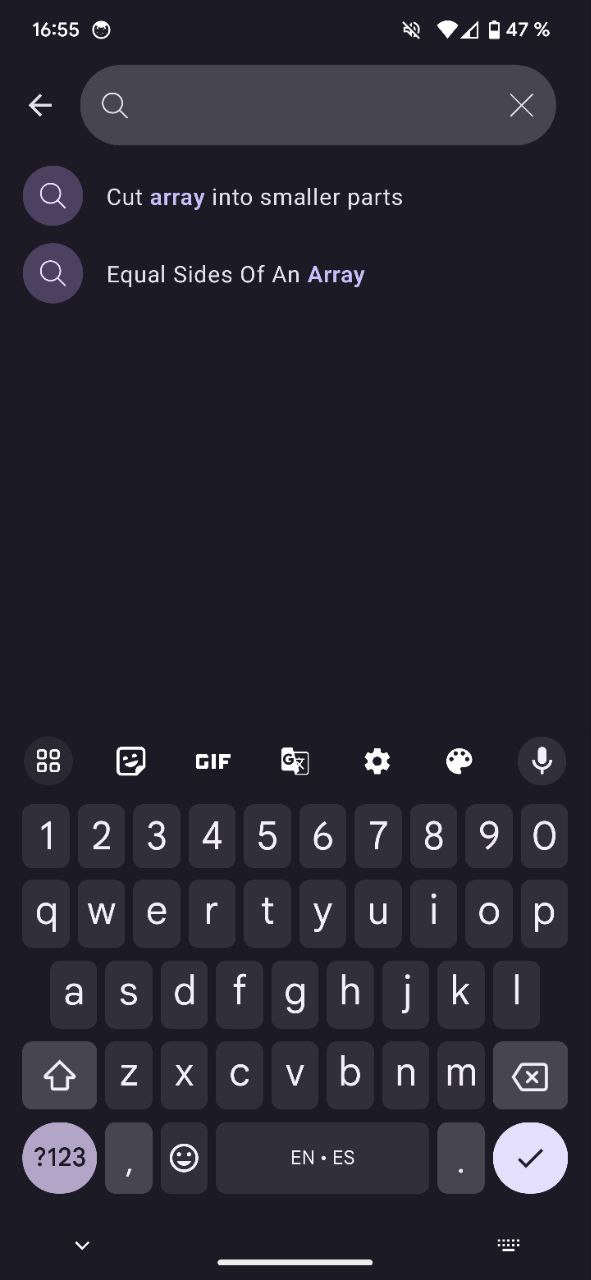 16:55 47 %
Cut array into smaller parts
Equal Sides Of An Array
GIF
1 2 3 4 5 6 7 8 9 0
q w e r t y u i o p
a s d f g h j k l
z x c v b n m
?123 , EN • ES .